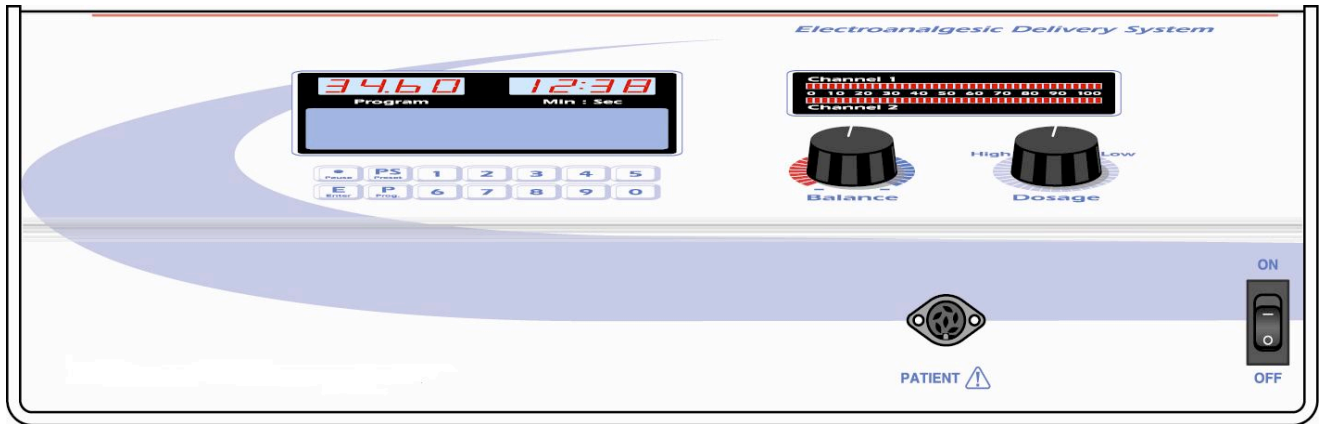 Electroanalgesic Delivery System
34.60 12:38
Program Min : Sec
Channel 1
0 10 20 30 40 50 60 70 80 90 100
Channel 2
• Pause PS Preset 1 2 3 4 5
E Enter P Prog. 6 7 8 9 0
Balance
High Low
Dosage
PATIENT
ON
OFF